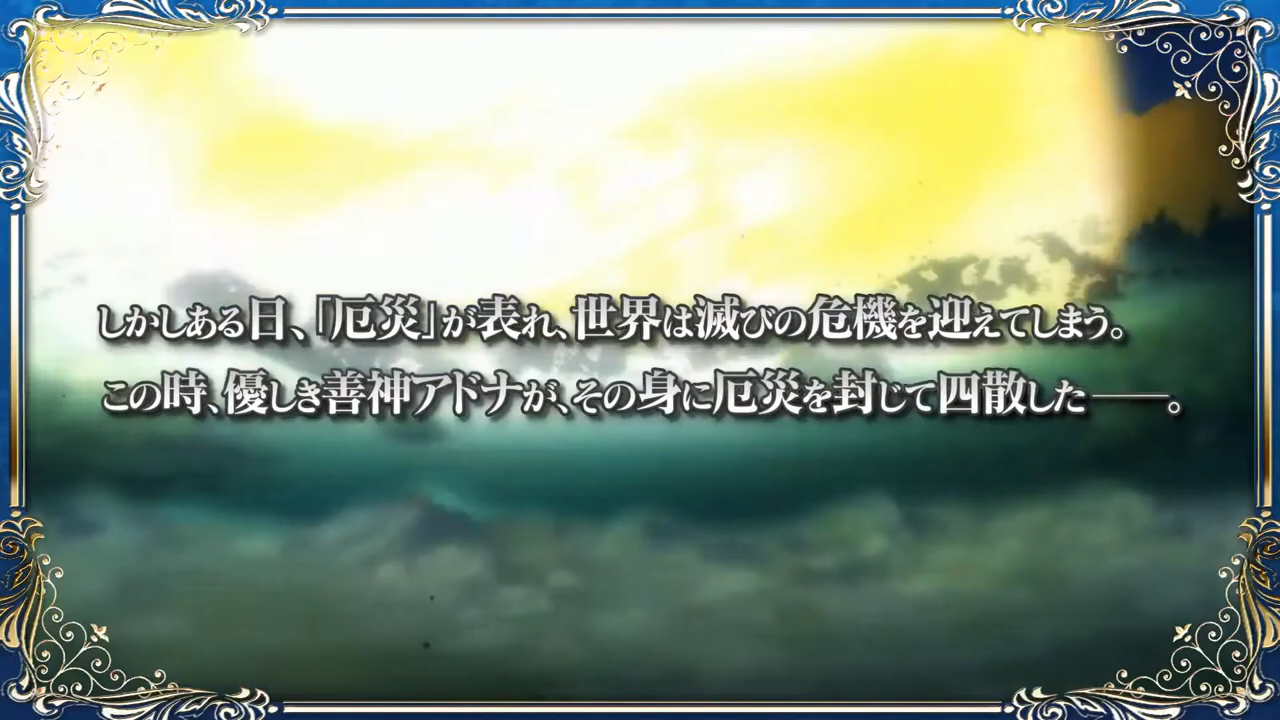 しかしある日、「厄災」が表れ、世界は滅びの危機を迎えてしまう。
この時、優しき善神アドナが、その身に厄災を封じて四散した――。